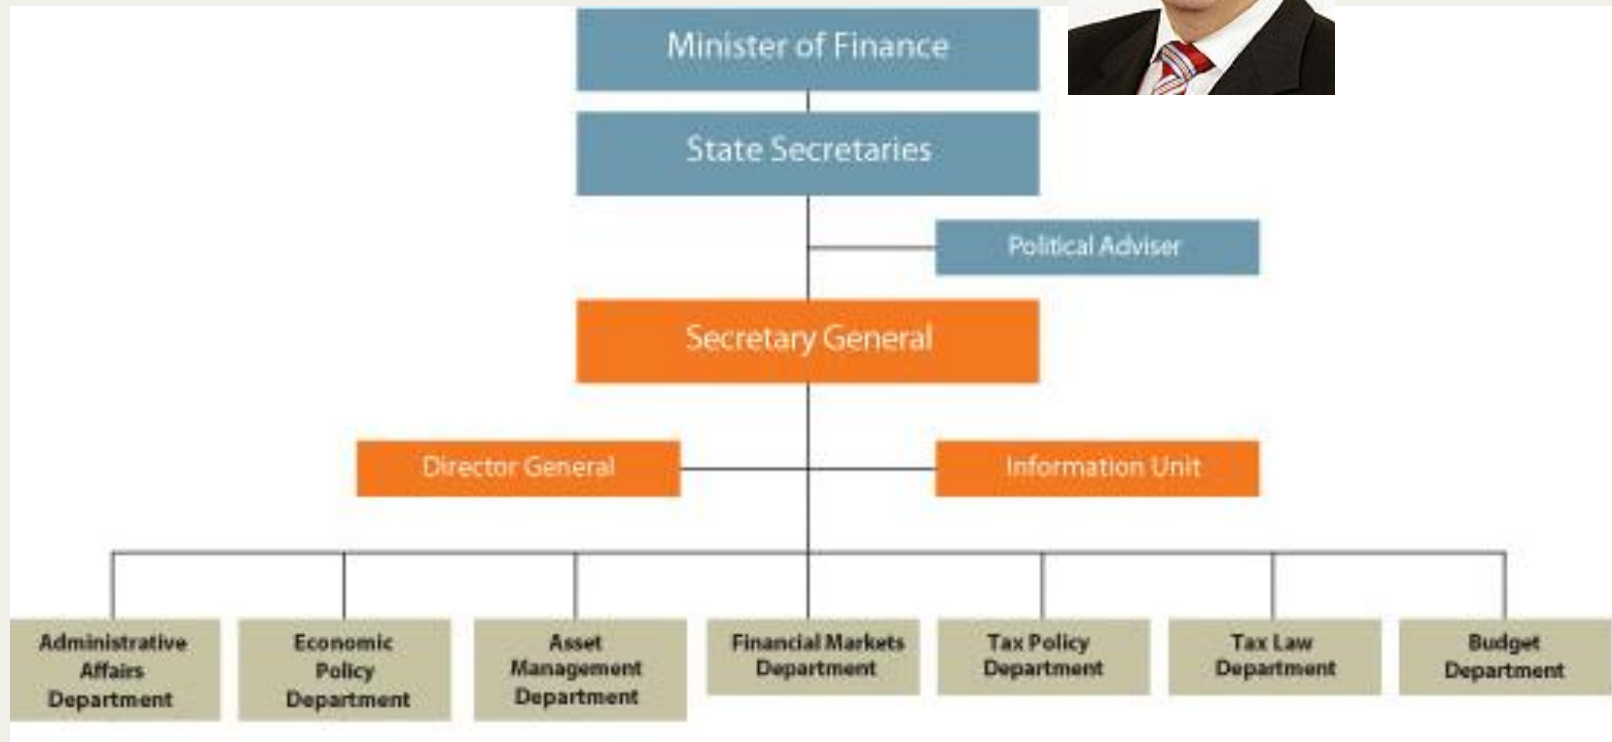 Minister of Finance
State Secretaries
Political Adviser
Secretary General
Director General
Information Unit
Administrative
Affairs
Department
Economic
Policy
Department
Asset
Management
Department
Financial Markets
Department
Tax Policy
Department
Tax Law
Department
Budget
Department